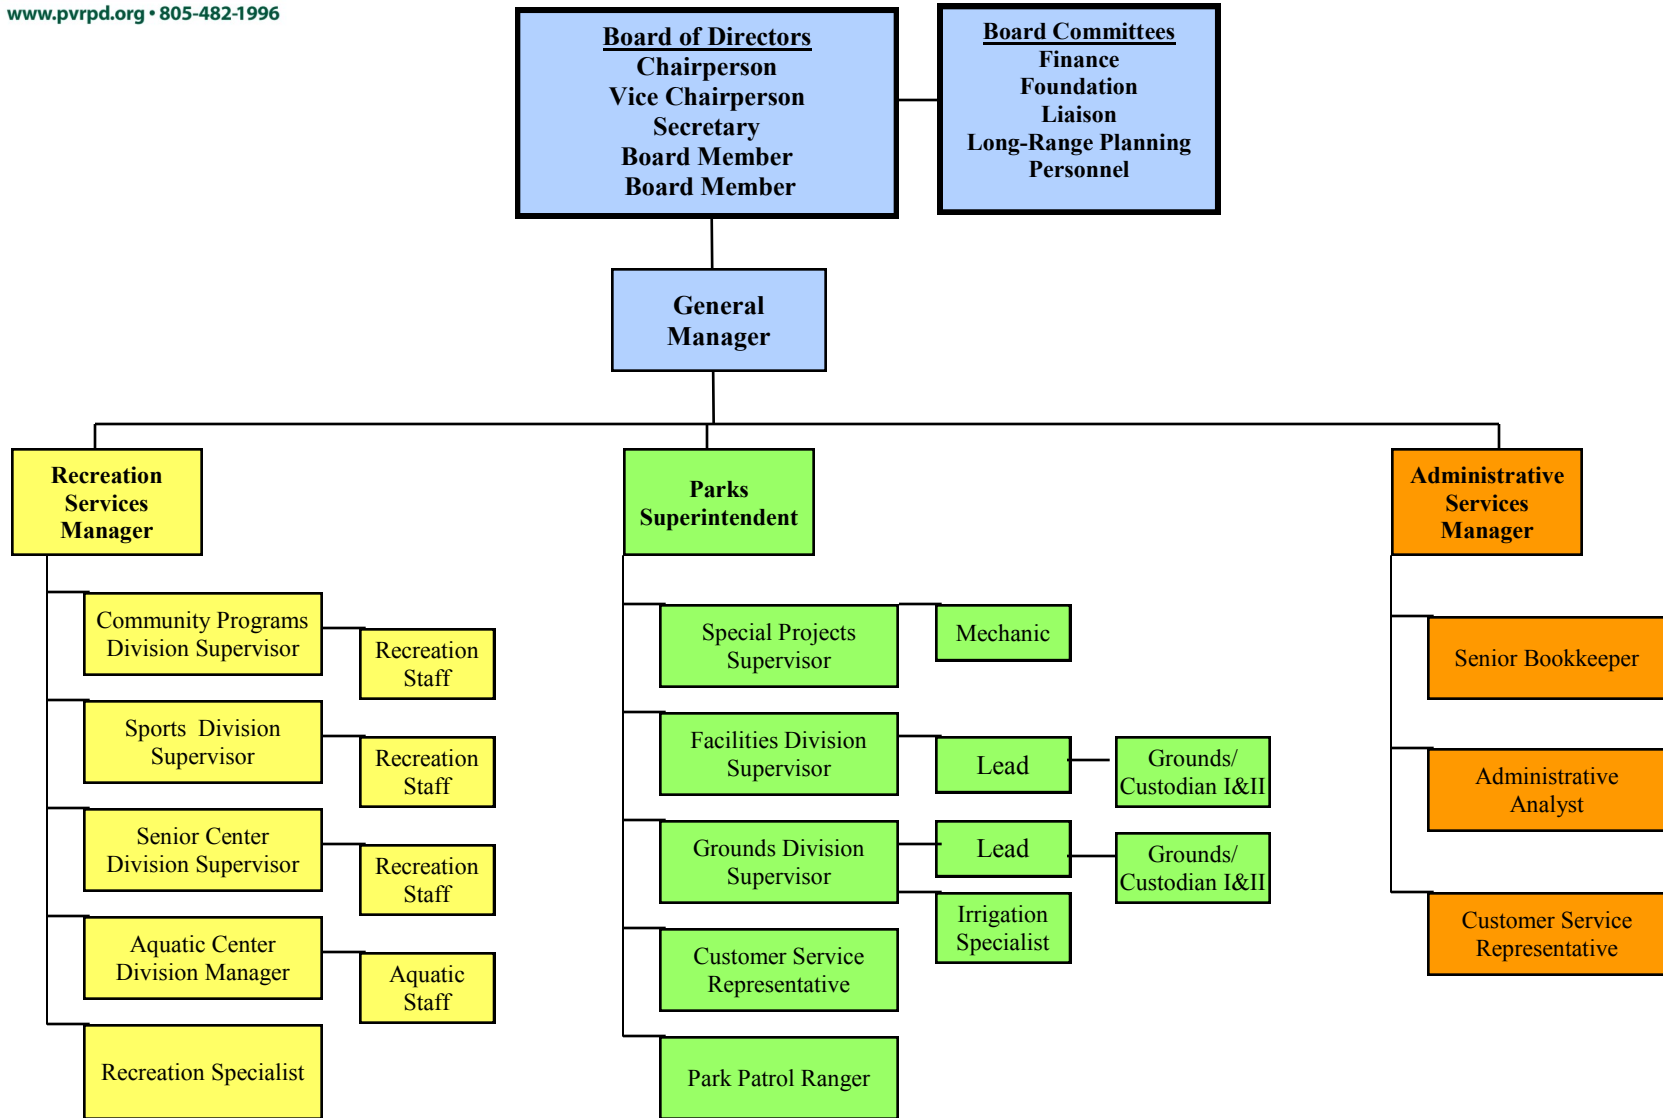 www.pvrpd.org • 805-482-1996
Board of Directors
Chairperson
Vice Chairperson
Secretary
Board Member
Board Member
Board Committees
Finance
Foundation
Liaison
Long-Range Planning
Personnel
General
Manager
Recreation
Services
Manager
Community Programs
Division Supervisor
Recreation
Staff
Sports Division
Supervisor
Recreation
Staff
Senior Center
Division Supervisor
Recreation
Staff
Aquatic Center
Division Manager
Aquatic
Staff
Recreation Specialist
Parks
Superintendent
Special Projects
Supervisor
Mechanic
Facilities Division
Supervisor
Lead
Grounds/
Custodian I&II
Grounds Division
Supervisor
Lead
Grounds/
Custodian I&II
Irrigation
Specialist
Customer Service
Representative
Park Patrol Ranger
Administrative
Services
Manager
Senior Bookkeeper
Administrative
Analyst
Customer Service
Representative